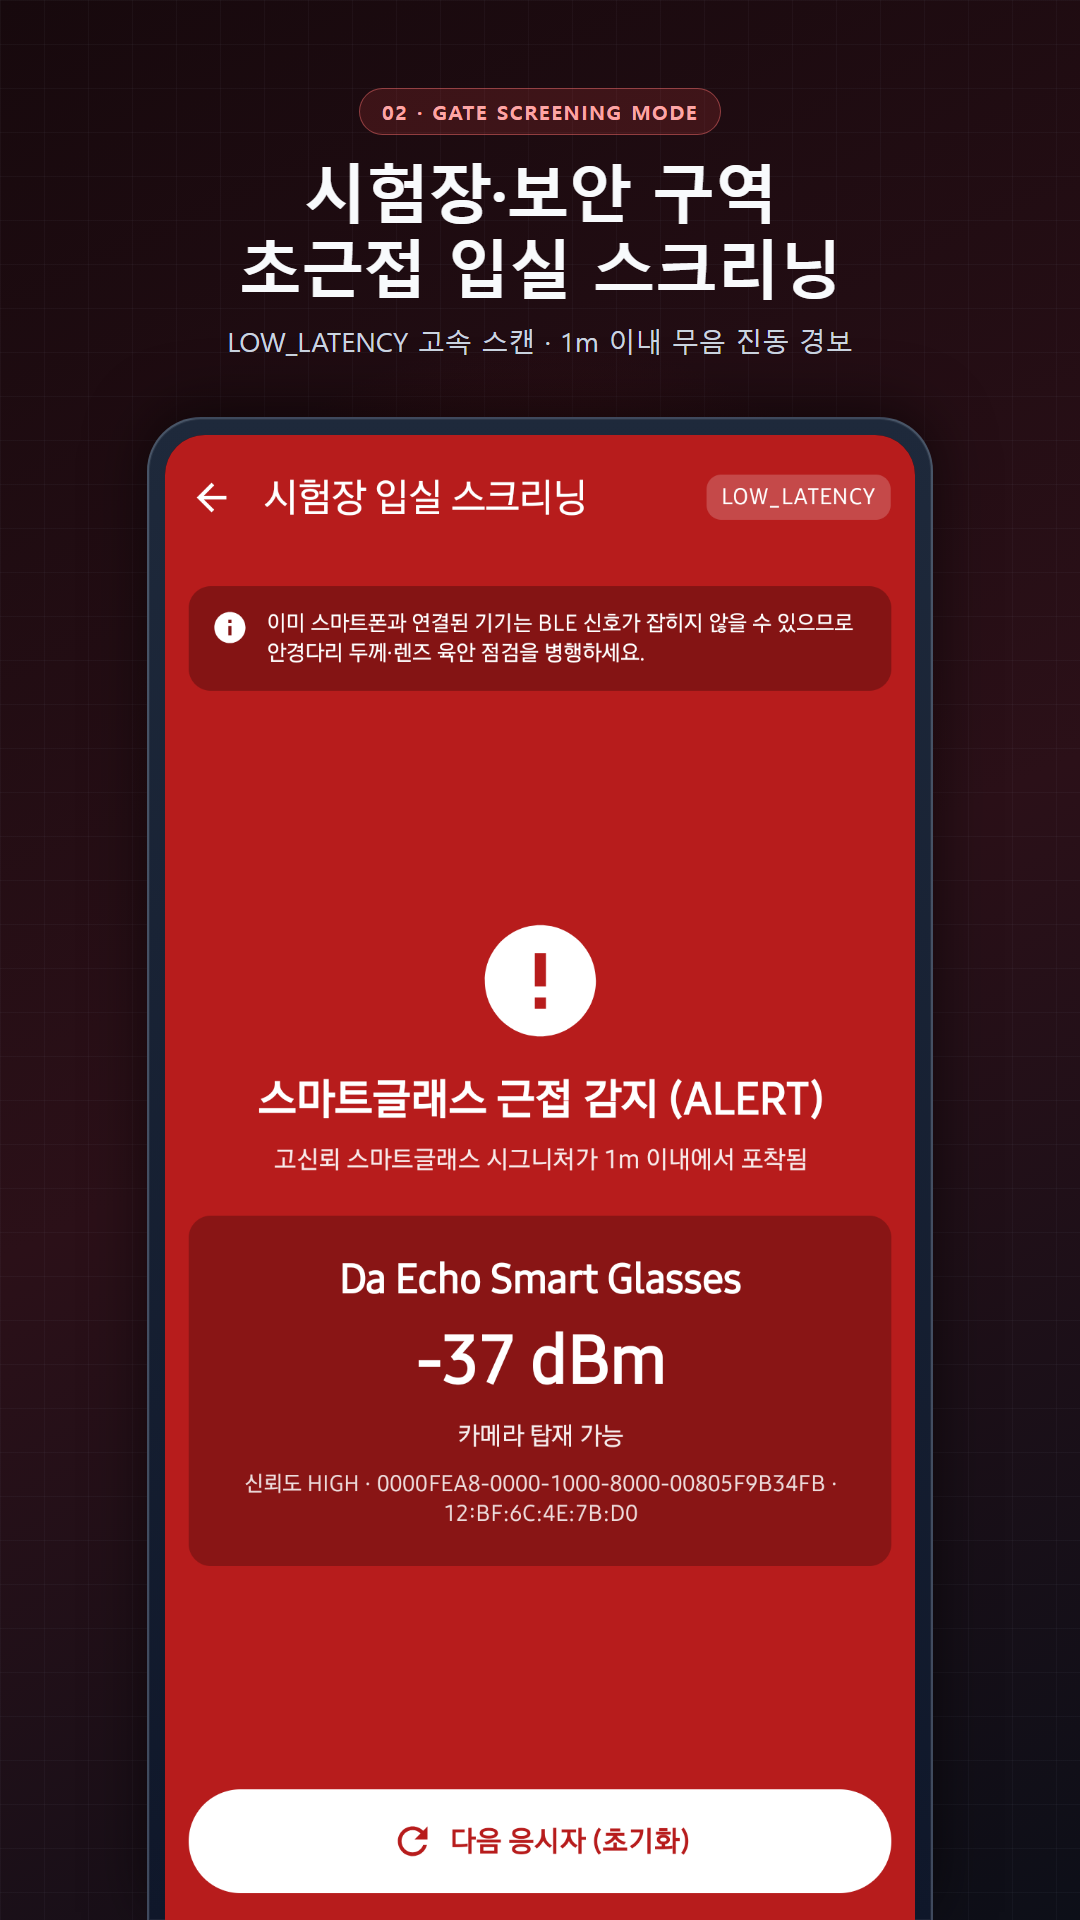 02 · GATE SCREENING MODE
시험장·보안 구역
초근접 입실 스크리닝
LOW_LATENCY 고속 스캔 · 1m 이내 무음 진동 경보
시험장 입실 스크리닝
LOW_LATENCY
이미 스마트폰과 연결된 기기는 BLE 신호가 잡히지 않을 수 있으므로
안경다리 두께·렌즈 육안 점검을 병행하세요.
스마트글래스 근접 감지 (ALERT)
고신뢰 스마트글래스 시그니처가 1m 이내에서 포착됨
Da Echo Smart Glasses
-37 dBm
카메라 탑재 가능
신뢰도 HIGH · 0000FEA8-0000-1000-8000-00805F9B34FB ·
12:BF:6C:4E:7B:D0
다음 응시자 (초기화)